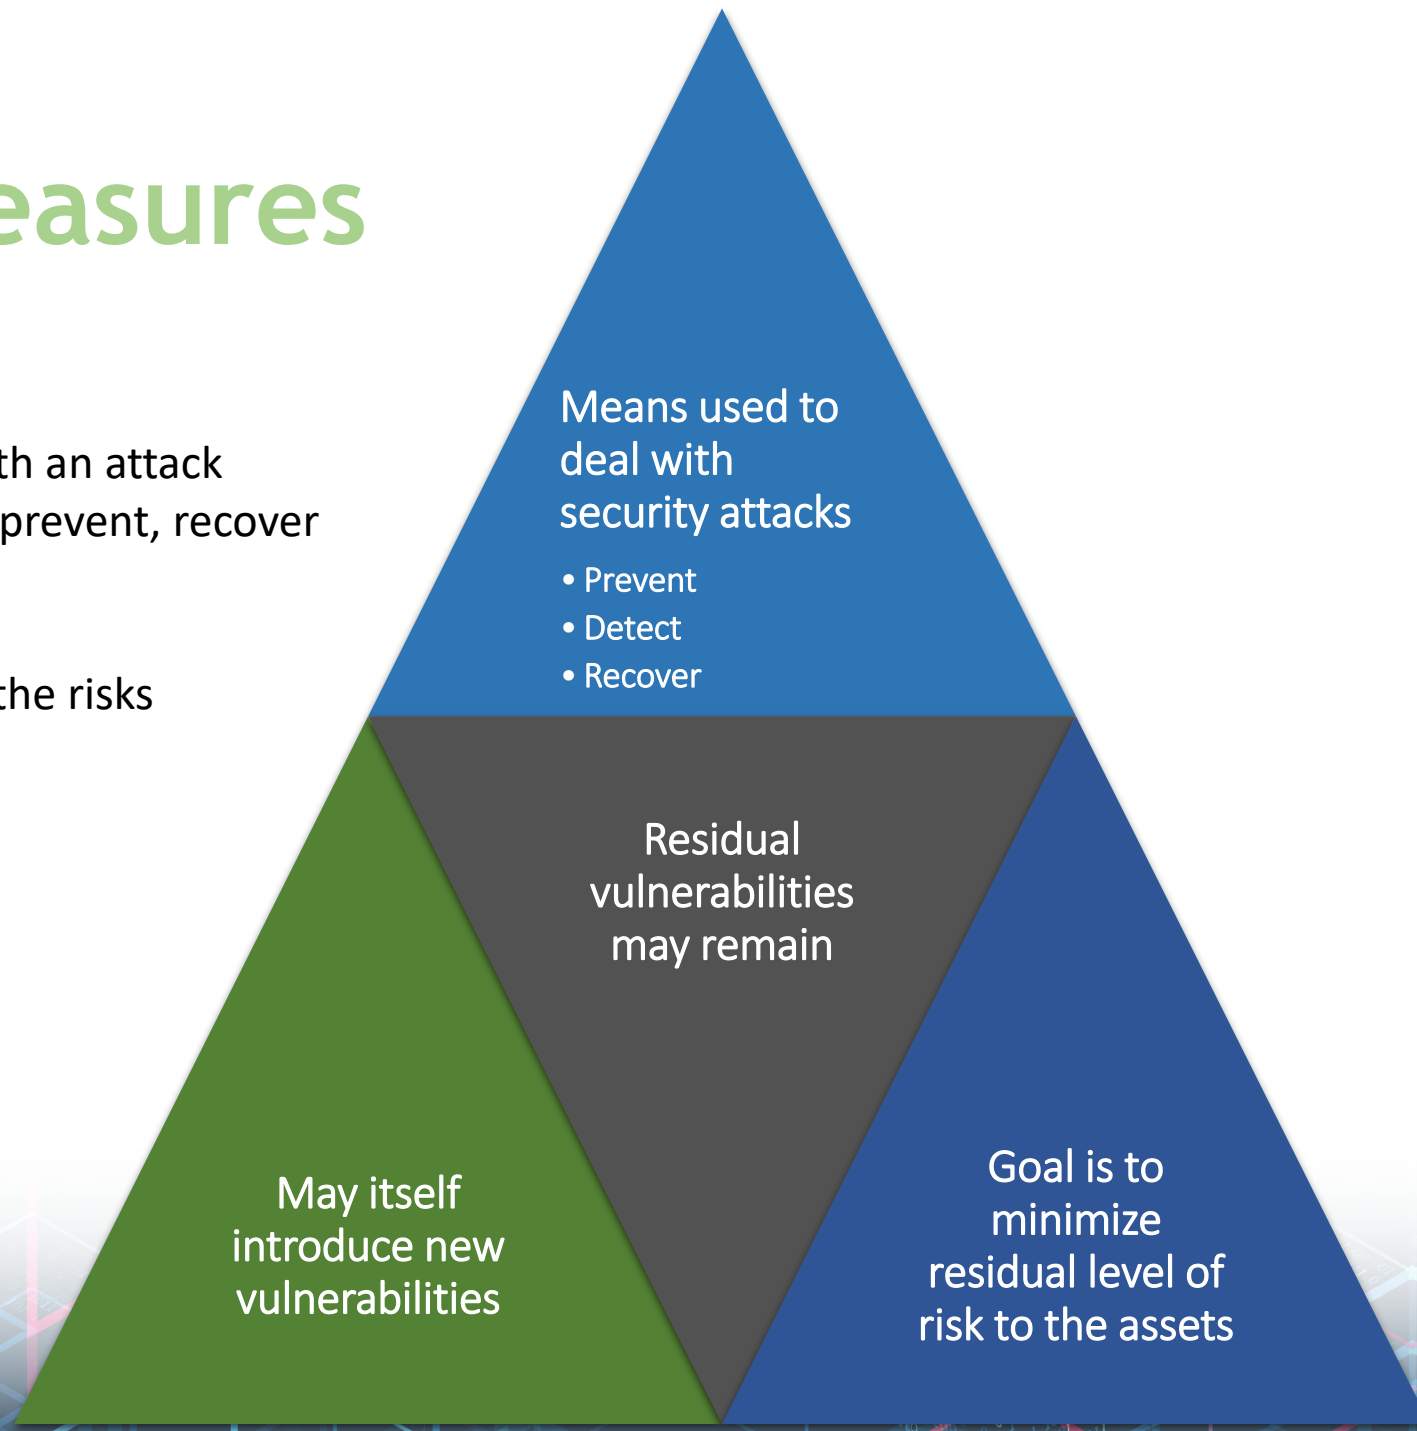 easures
th an attack
prevent, recover
the risks
Means used to
deal with
security attacks
• Prevent
• Detect
• Recover
Residual
vulnerabilities
may remain
May itself
introduce new
vulnerabilities
Goal is to
minimize
residual level of
risk to the assets